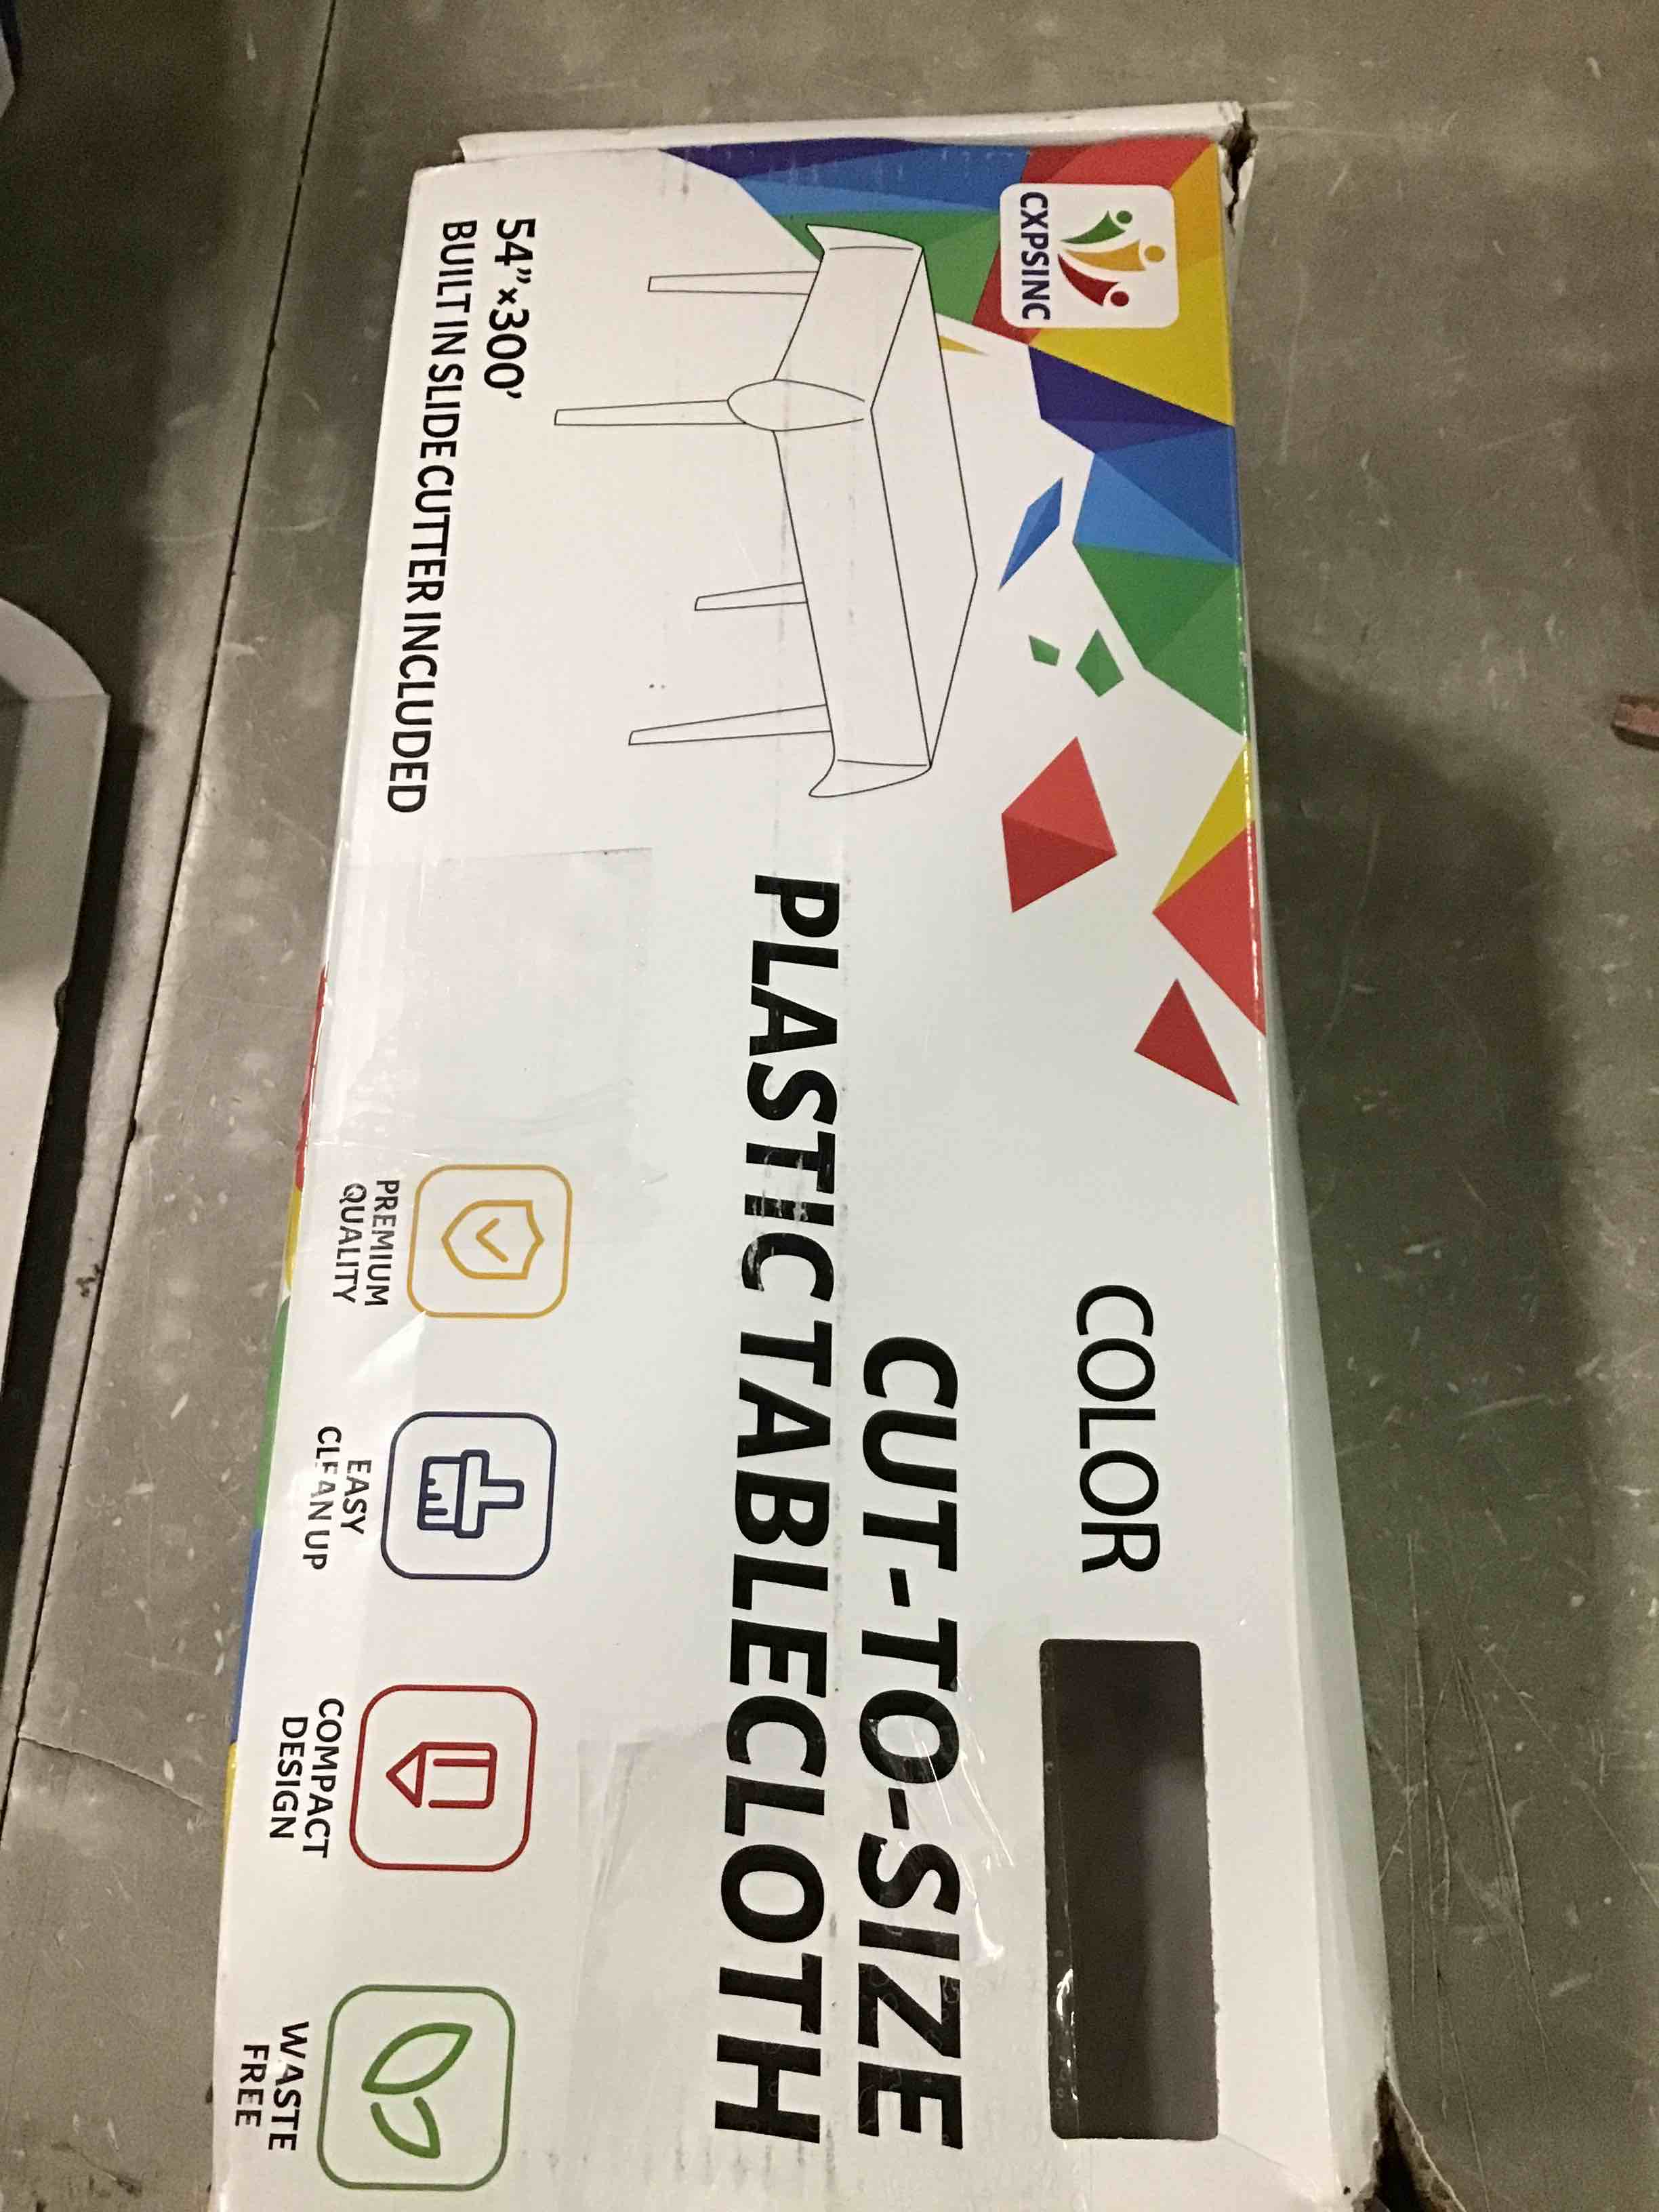 CXPSINC
COLOR
CUT-TO-SIZE
PLASTIC TABLECLOTH
54”×300’
BUILT IN SLIDE CUTTER INCLUDED
PREMIUM
QUALITY
EASY
CLEAN UP
COMPACT
DESIGN
WASTE
FREE